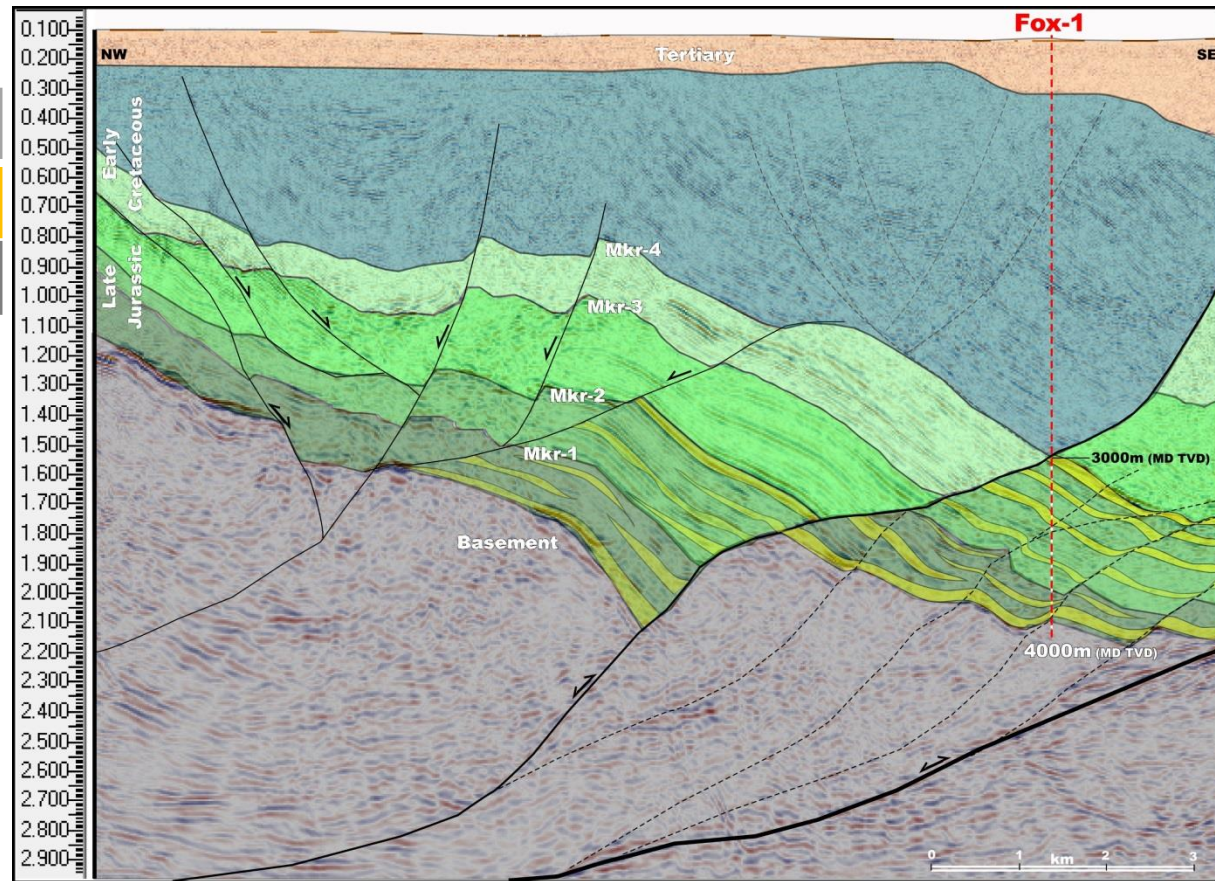 Fox-1
0.100
0.200
0.300
0.400
0.500
0.600
0.700
0.800
0.900
1.000
1.100
1.200
1.300
1.400
1.500
1.600
1.700
1.800
1.900
2.000
2.100
2.200
2.300
2.400
2.500
2.600
2.700
2.800
2.900
NW
Tertiary
SE
Early
Cretaceous
Late
Jurassic
Mkr-4
Mkr-3
Mkr-2
Mkr-1
3000m (MD TVD)
Basement
4000m (MD TVD)
0 1 2 3
km